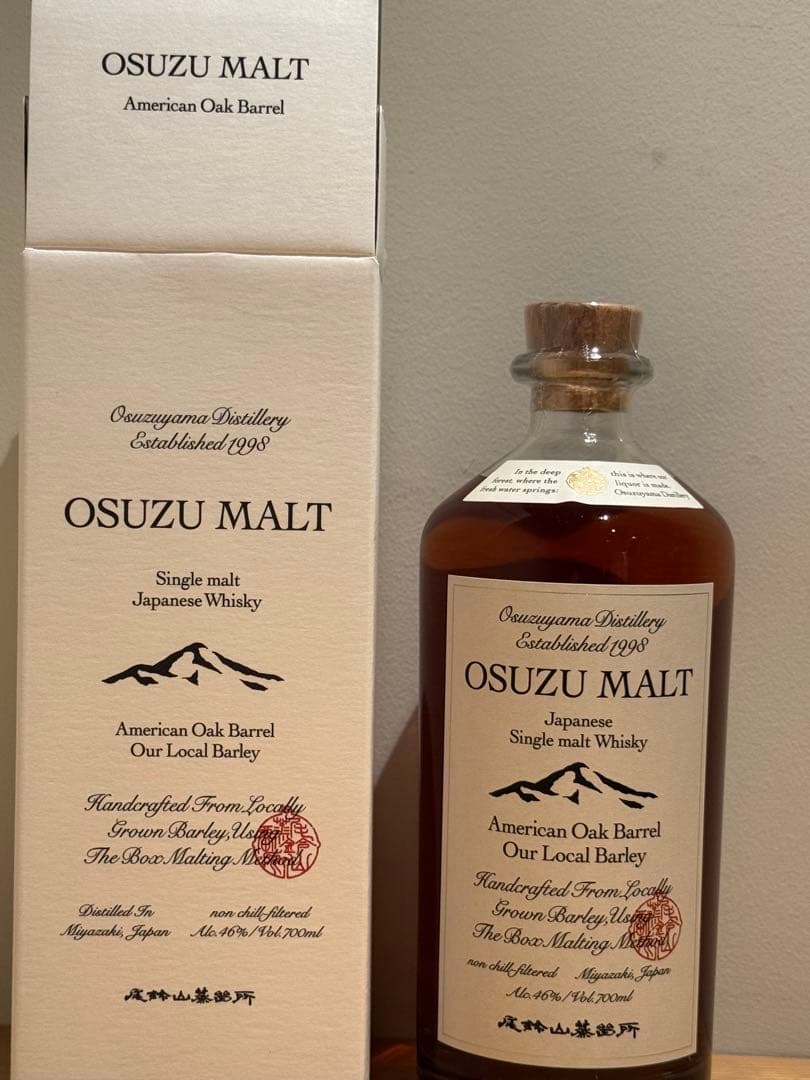 OSUZU MALT
American Oak Barrel
Osuzuyama Distillery
Established 1998
OSUZU MALT
Single malt
Japanese Whisky
American Oak Barrel
Our Local Barley
Handcrafted From Locally
Grown Barley, Using
The Box Malting Method
Distilled In
Miyazaki, Japan
non chill-filtered
Alc.46%/Vol.700ml
尾鈴山蒸留所
In the deep
forest, where the
fresh water springs:
this is where our
liquor is made.
Osuzuyama Distillery
Osuzuyama Distillery
Established 1998
OSUZU MALT
Japanese
Single malt Whisky
American Oak Barrel
Our Local Barley
Handcrafted From Locally
Grown Barley, Using
The Box Malting Method
non chill-filtered Miyazaki, Japan
Alc.46%/Vol.700ml
尾鈴山蒸留所